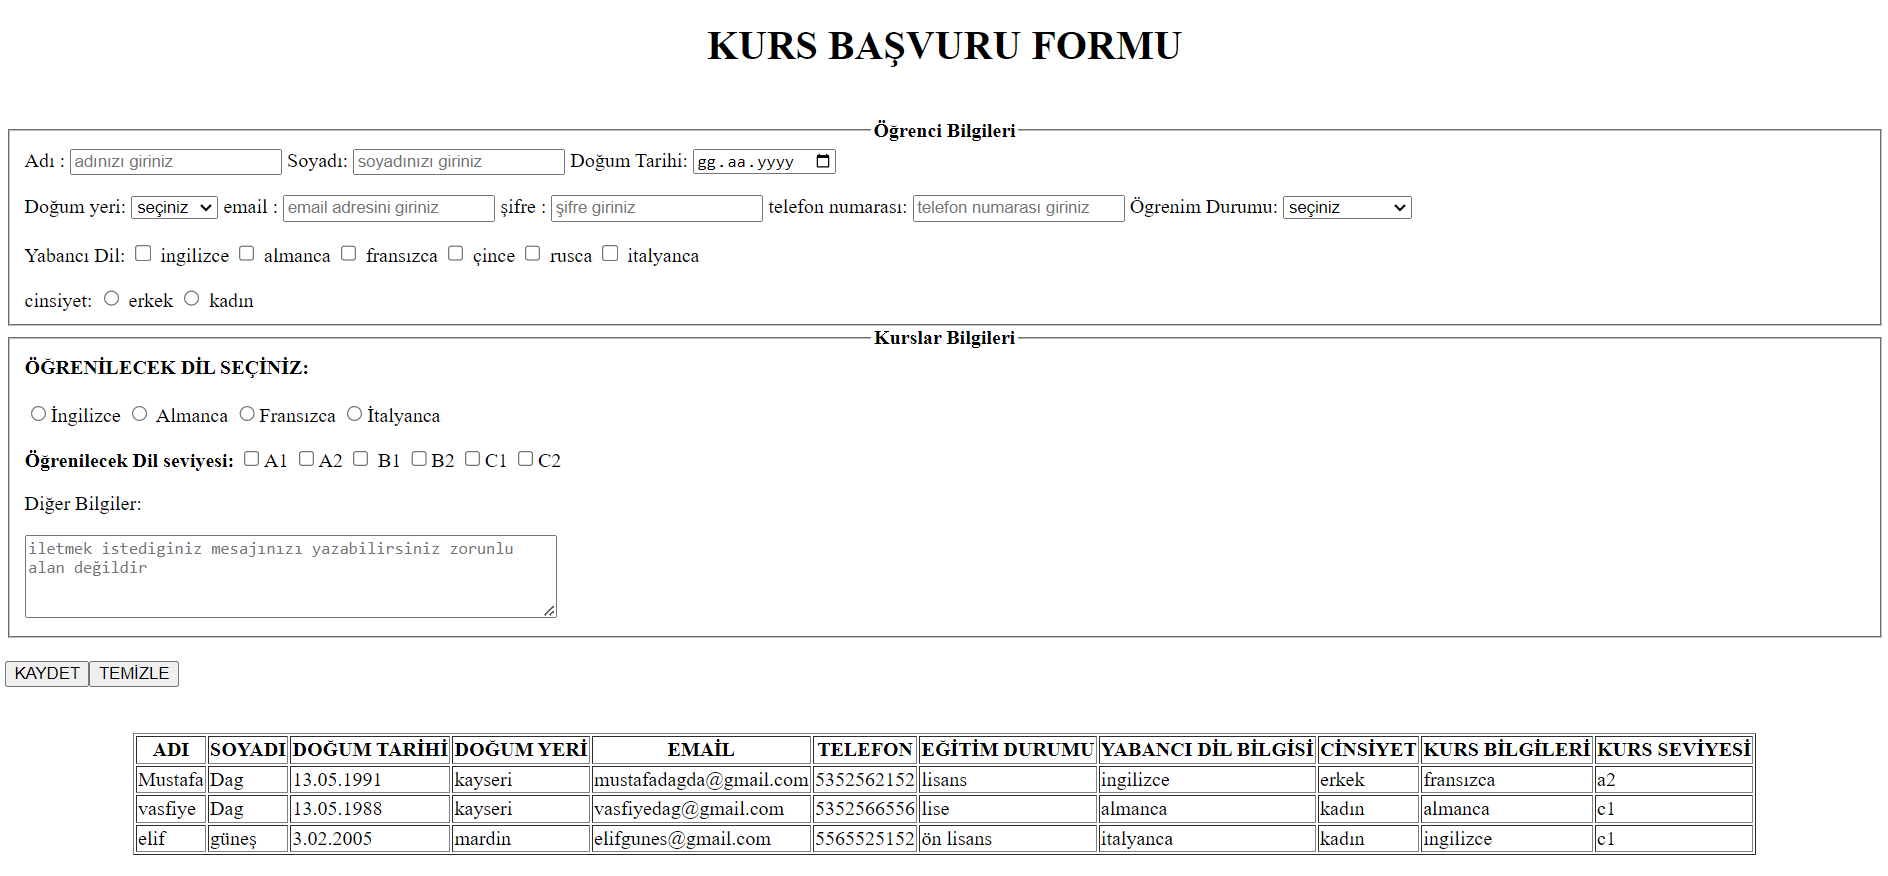 KURS BAŞVURU FORMU
Öğrenci Bilgileri
Adı : adınızı giriniz Soyadı: soyadınızı giriniz Doğum Tarihi: gg.aa.yyyy
Doğum yeri: seçiniz email : email adresini giriniz şifre : şifre giriniz telefon numarası: telefon numarası giriniz Ögrenim Durumu: seçiniz
Yabancı Dil: ingilizce almanca fransızca çince rusca italyanca
cinsiyet: erkek kadın
Kurslar Bilgileri
ÖĞRENİLECEK DİL SEÇİNİZ:
İngilizce Almanca Fransızca İtalyanca
Öğrenilecek Dil seviyesi: A1 A2 B1 B2 C1 C2
Diğer Bilgiler:
iletmek istediginiz mesajınızı yazabilirsiniz zorunlu
alan değildir
KAYDET TEMİZLE
ADI SOYADI DOĞUM TARİHİ DOĞUM YERİ EMAİL TELEFON EĞİTİM DURUMU YABANCI DİL BİLGİSİ CİNSİYET KURS BİLGİLERİ KURS SEVİYESİ
Mustafa Dag 13.05.1991 kayseri mustafadagda@gmail.com 5352562152 lisans ingilizce erkek fransızca a2
vasfiye Dag 13.05.1988 kayseri vasfiyedag@gmail.com 5352566556 lise almanca kadın almanca c1
elif güneş 3.02.2005 mardin elifgunes@gmail.com 5565525152 ön lisans italyanca kadın ingilizce c1